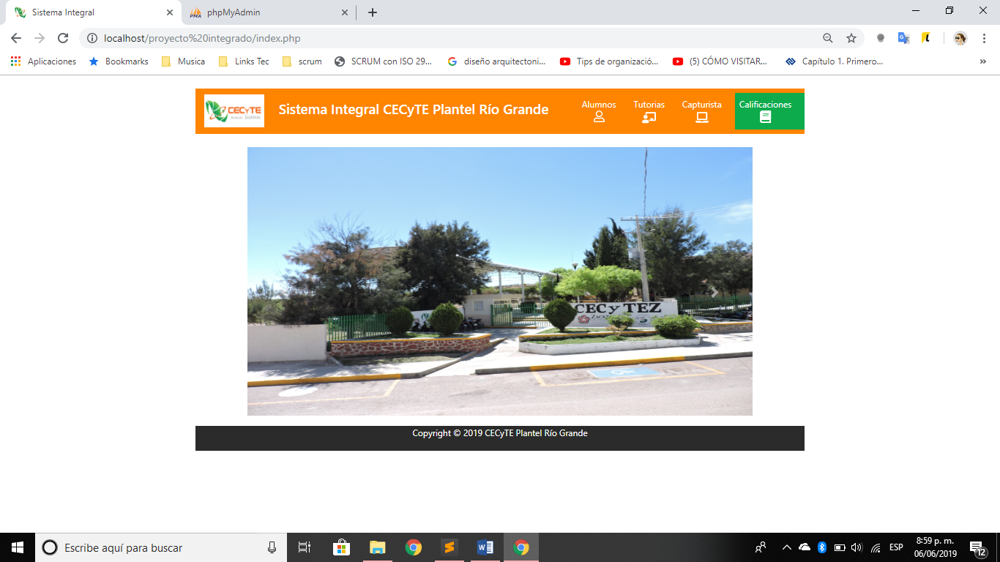 Sistema Integral
phpMyAdmin
localhost/proyecto%20integrado/index.php
Aplicaciones
Bookmarks
Musica
Links Tec
scrum
SCRUM con ISO 29...
diseño arquitectoni...
Tips de organizació...
(5) CÓMO VISITAR...
Capítulo 1. Primero...
»
CECyTE
Sistema Integral CECyTE Plantel Río Grande
Alumnos
Tutorias
Capturista
Calificaciones
CECyTEZ
Copyright © 2019 CECyTE Plantel Río Grande
Escribe aquí para buscar
ESP
8:59 p. m.
06/06/2019
12